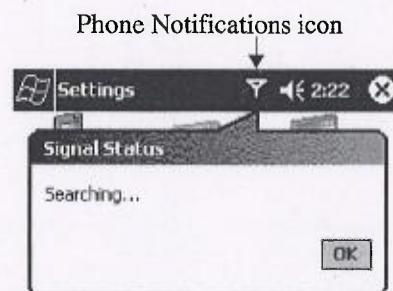 Phone Notifications icon
Settings 2:22
Signal Status
Searching...
OK